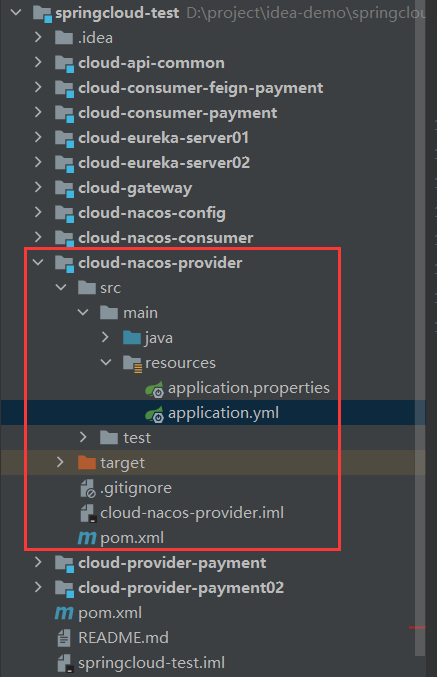 springcloud-test D:\project\idea-demo\springclou
.idea
cloud-api-common
cloud-consumer-feign-payment
cloud-consumer-payment
cloud-eureka-server01
cloud-eureka-server02
cloud-gateway
cloud-nacos-config
cloud-nacos-consumer
cloud-nacos-provider
src
main
java
resources
application.properties
application.yml
test
target
.gitignore
cloud-nacos-provider.iml
pom.xml
cloud-provider-payment
cloud-provider-payment02
pom.xml
README.md
springcloud-test.iml